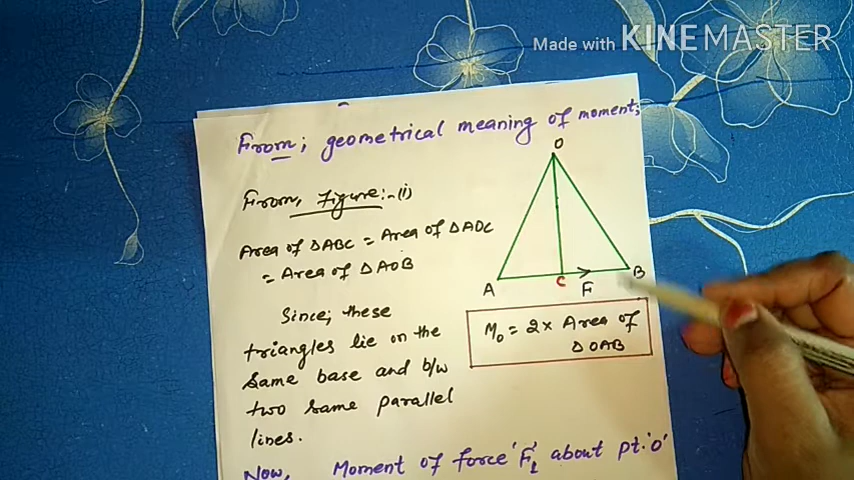 Made with KINEMASTER
From; geometrical meaning of moment;
From, Figure:-(i)
Area of ΔABC = Area of ΔADC
= Area of ΔAOB
Since; these
triangles lie on the
same base and b/w
two same parallel
lines.
O
A
C
F
B
M₀ = 2× Area of
ΔOAB
Now, Moment of force 'F₁' about pt.'O'